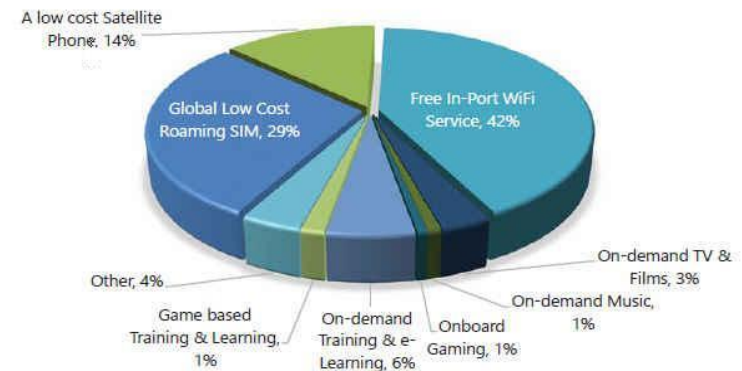 A low cost Satellite
Phone, 14%
Free In-Port WiFi
Service, 42%
Global Low Cost
Roaming SIM, 29%
On-demand TV &
Films, 3%
On-demand Music,
1%
Onboard
Gaming, 1%
On-demand
Training & e-
Learning, 6%
Game based
Training & Learning,
1%
Other, 4%